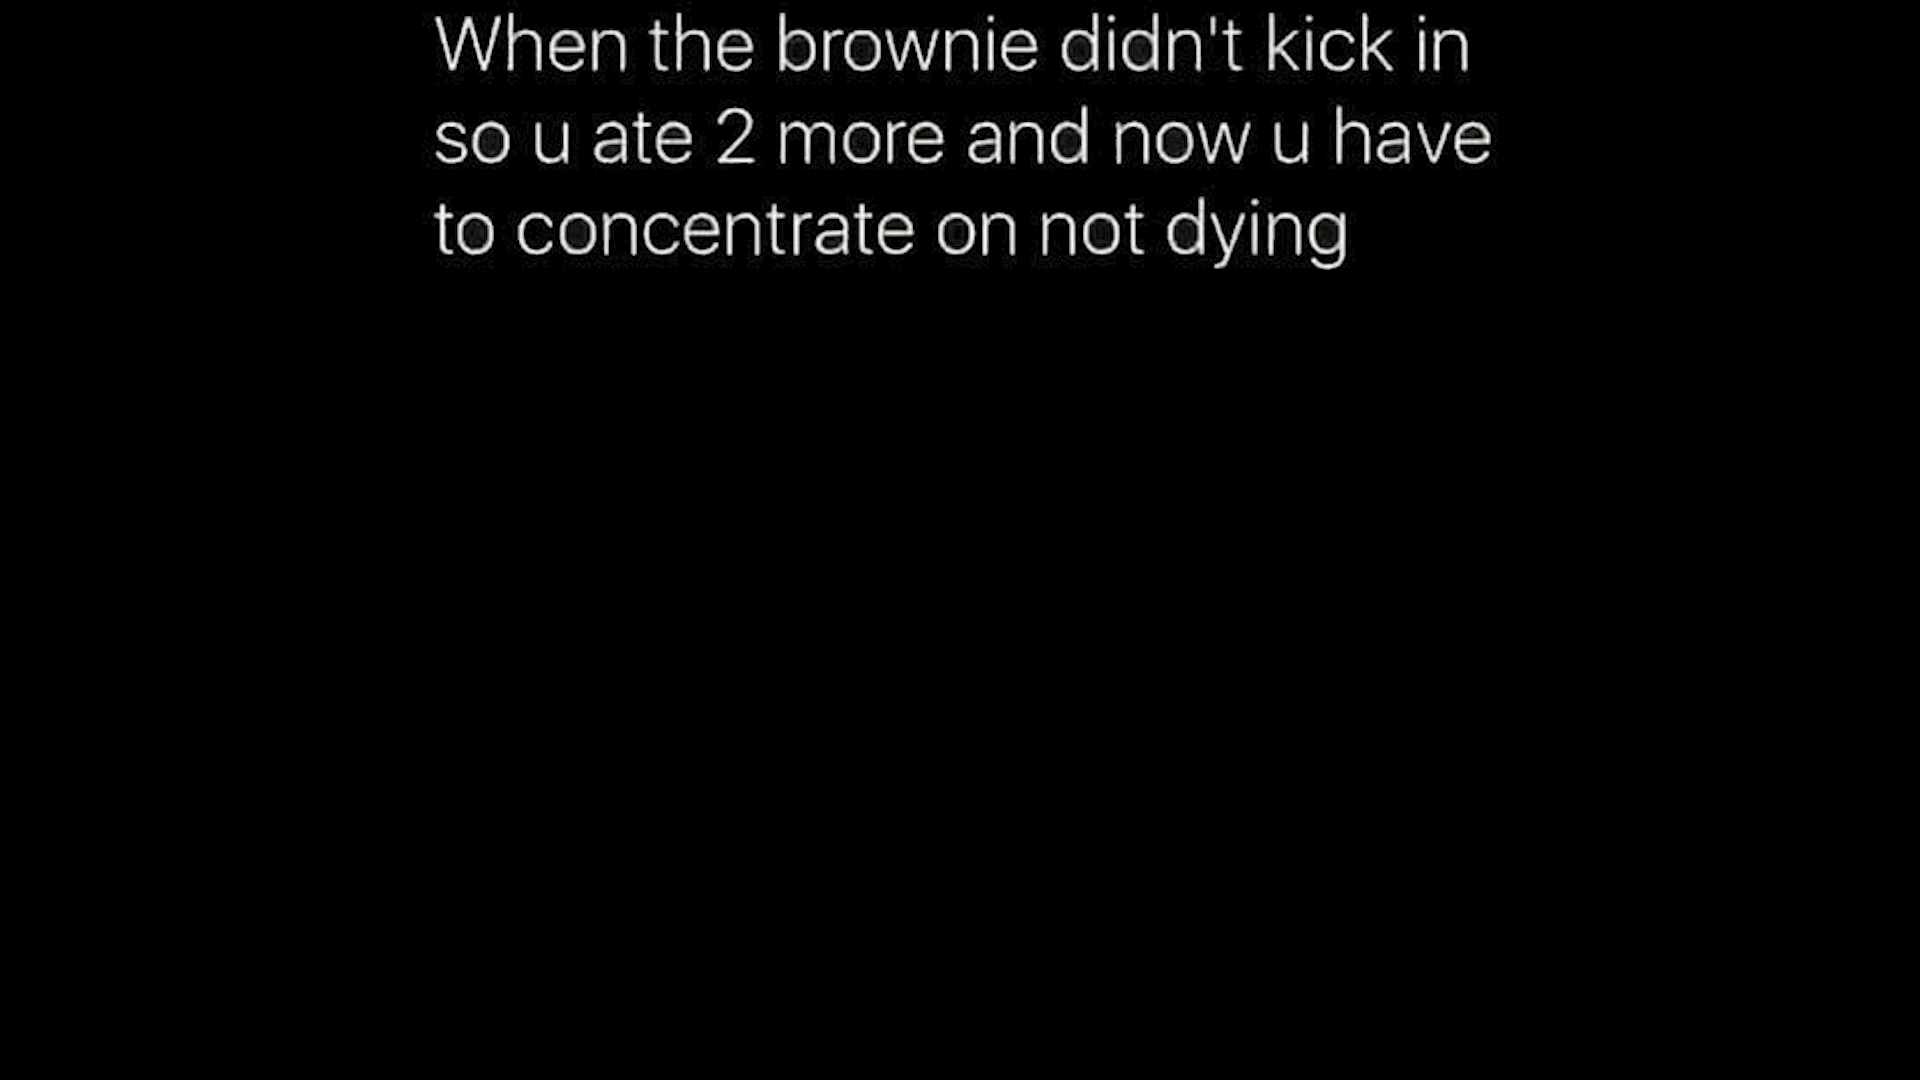 When the brownie didn't kick in
so u ate 2 more and now u have
to concentrate on not dying